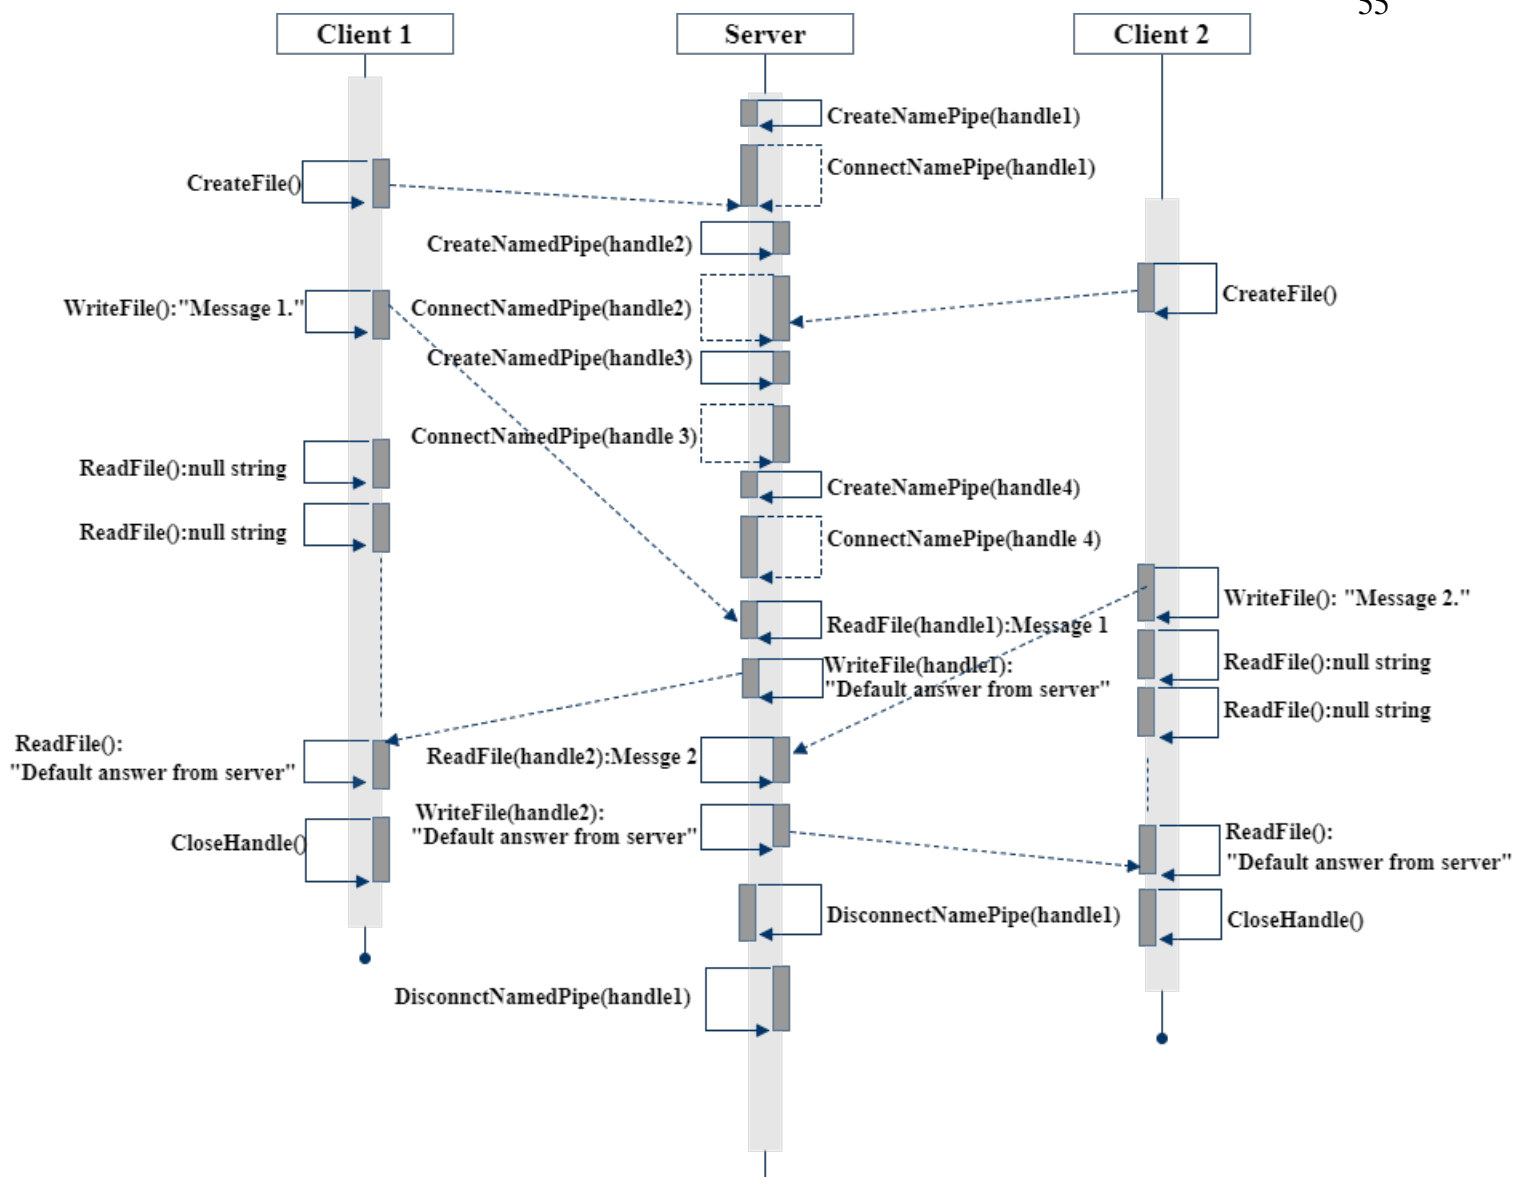 55
Client 1
Server
Client 2
CreateNamePipe(handle1)
ConnectNamePipe(handle1)
CreateFile()
CreateNamedPipe(handle2)
CreateFile()
WriteFile():"Message 1."
ConnectNamedPipe(handle2)
CreateNamedPipe(handle3)
ConnectNamedPipe(handle 3)
ReadFile():null string
CreateNamePipe(handle4)
ReadFile():null string
ConnectNamePipe(handle 4)
WriteFile(): "Message 2."
ReadFile(handle1):Message 1
ReadFile():null string
WriteFile(handle1):
"Default answer from server"
ReadFile():null string
ReadFile():
"Default answer from server"
ReadFile(handle2):Messge 2
WriteFile(handle2):
"Default answer from server"
ReadFile():
"Default answer from server"
CloseHandle()
DisconnectNamePipe(handle1)
CloseHandle()
DisconnctNamedPipe(handle1)